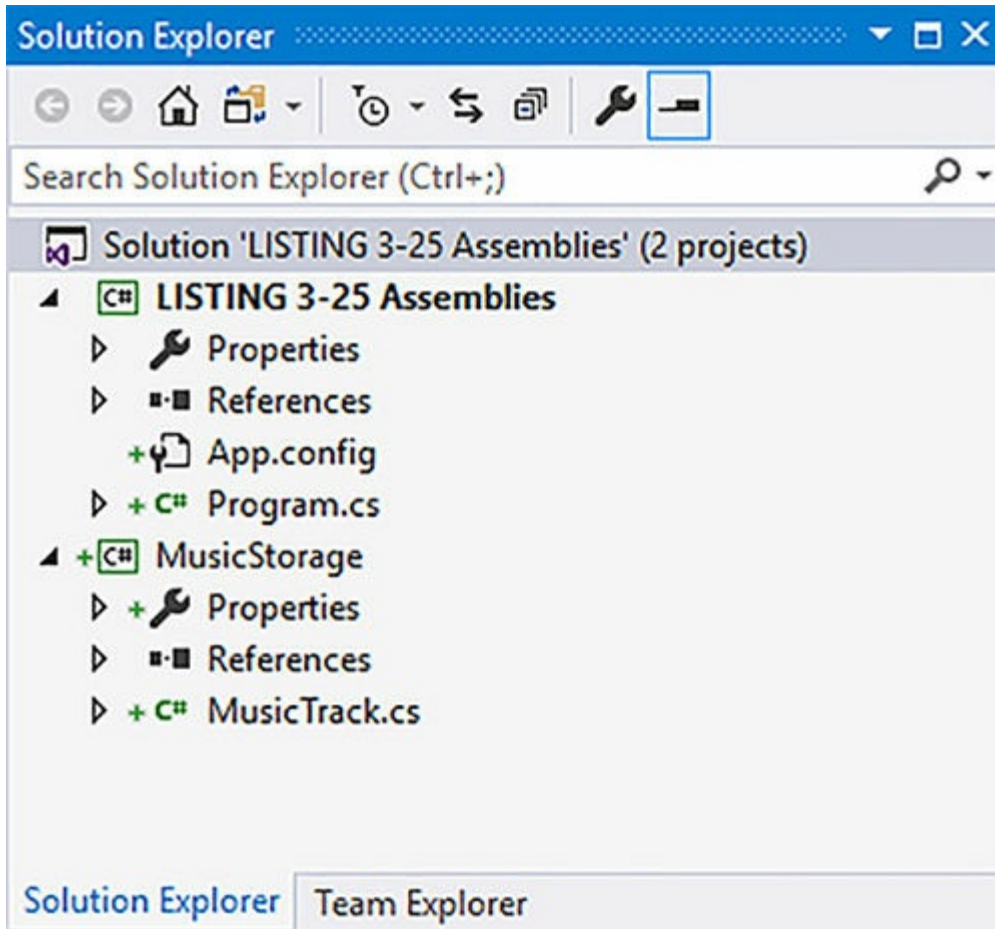 Solution Explorer
Search Solution Explorer (Ctrl+;)
Solution 'LISTING 3-25 Assemblies' (2 projects)
C# LISTING 3-25 Assemblies
Properties
References
+ App.config
+ C# Program.cs
+ C# MusicStorage
+ Properties
References
+ C# MusicTrack.cs
Solution Explorer Team Explorer